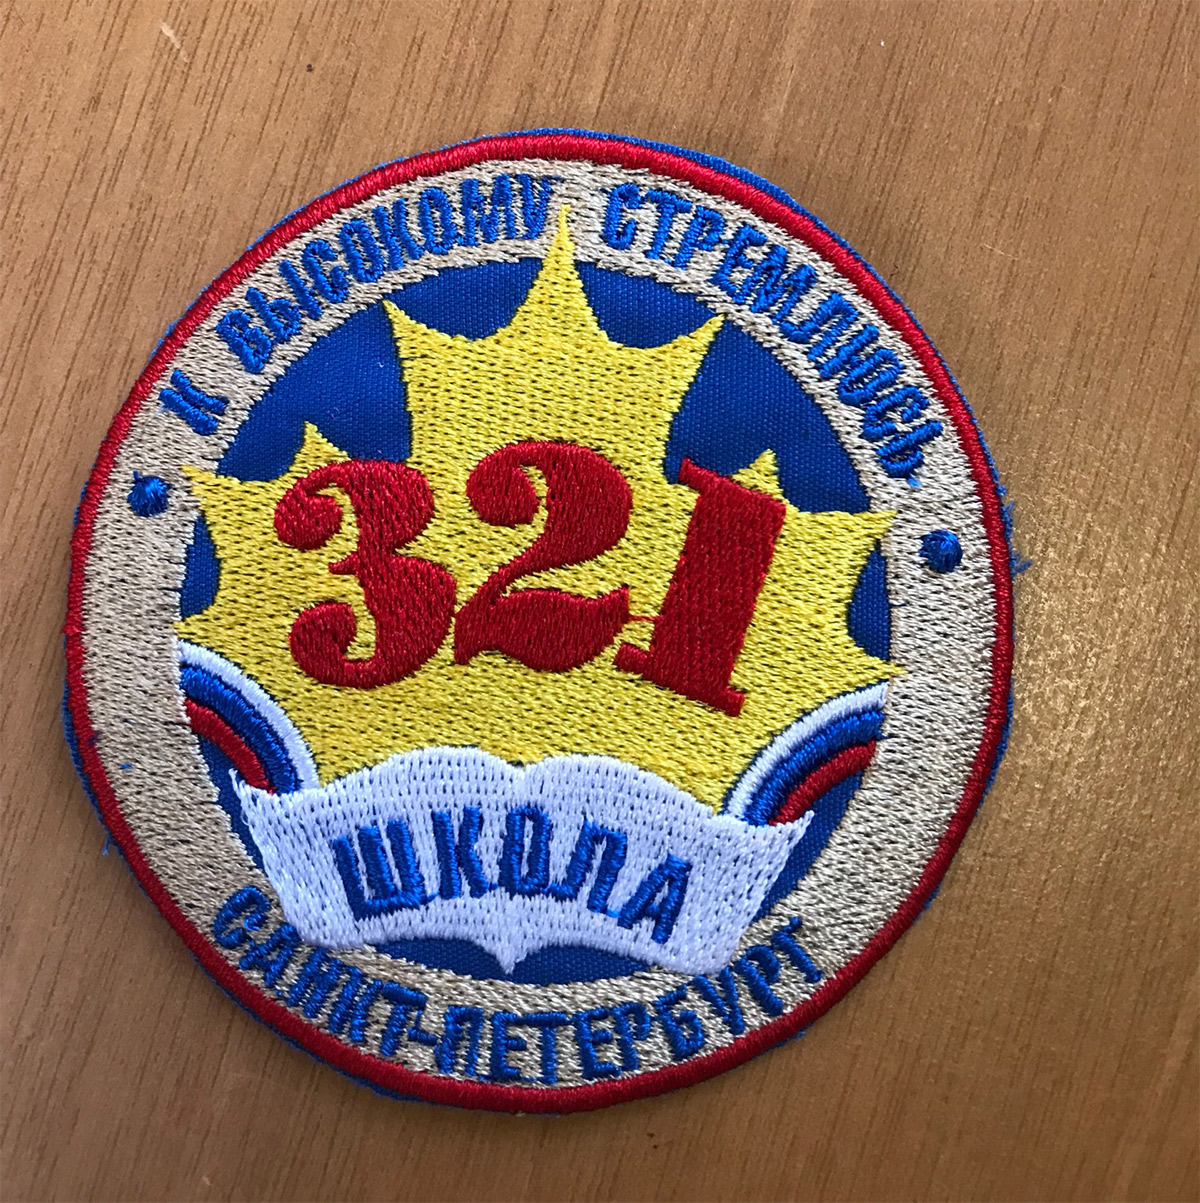 К ВЫСОКОМУ СТРЕМЛЮСЬ
321
ШКОЛА
САНКТ-ПЕТЕРБУРГ